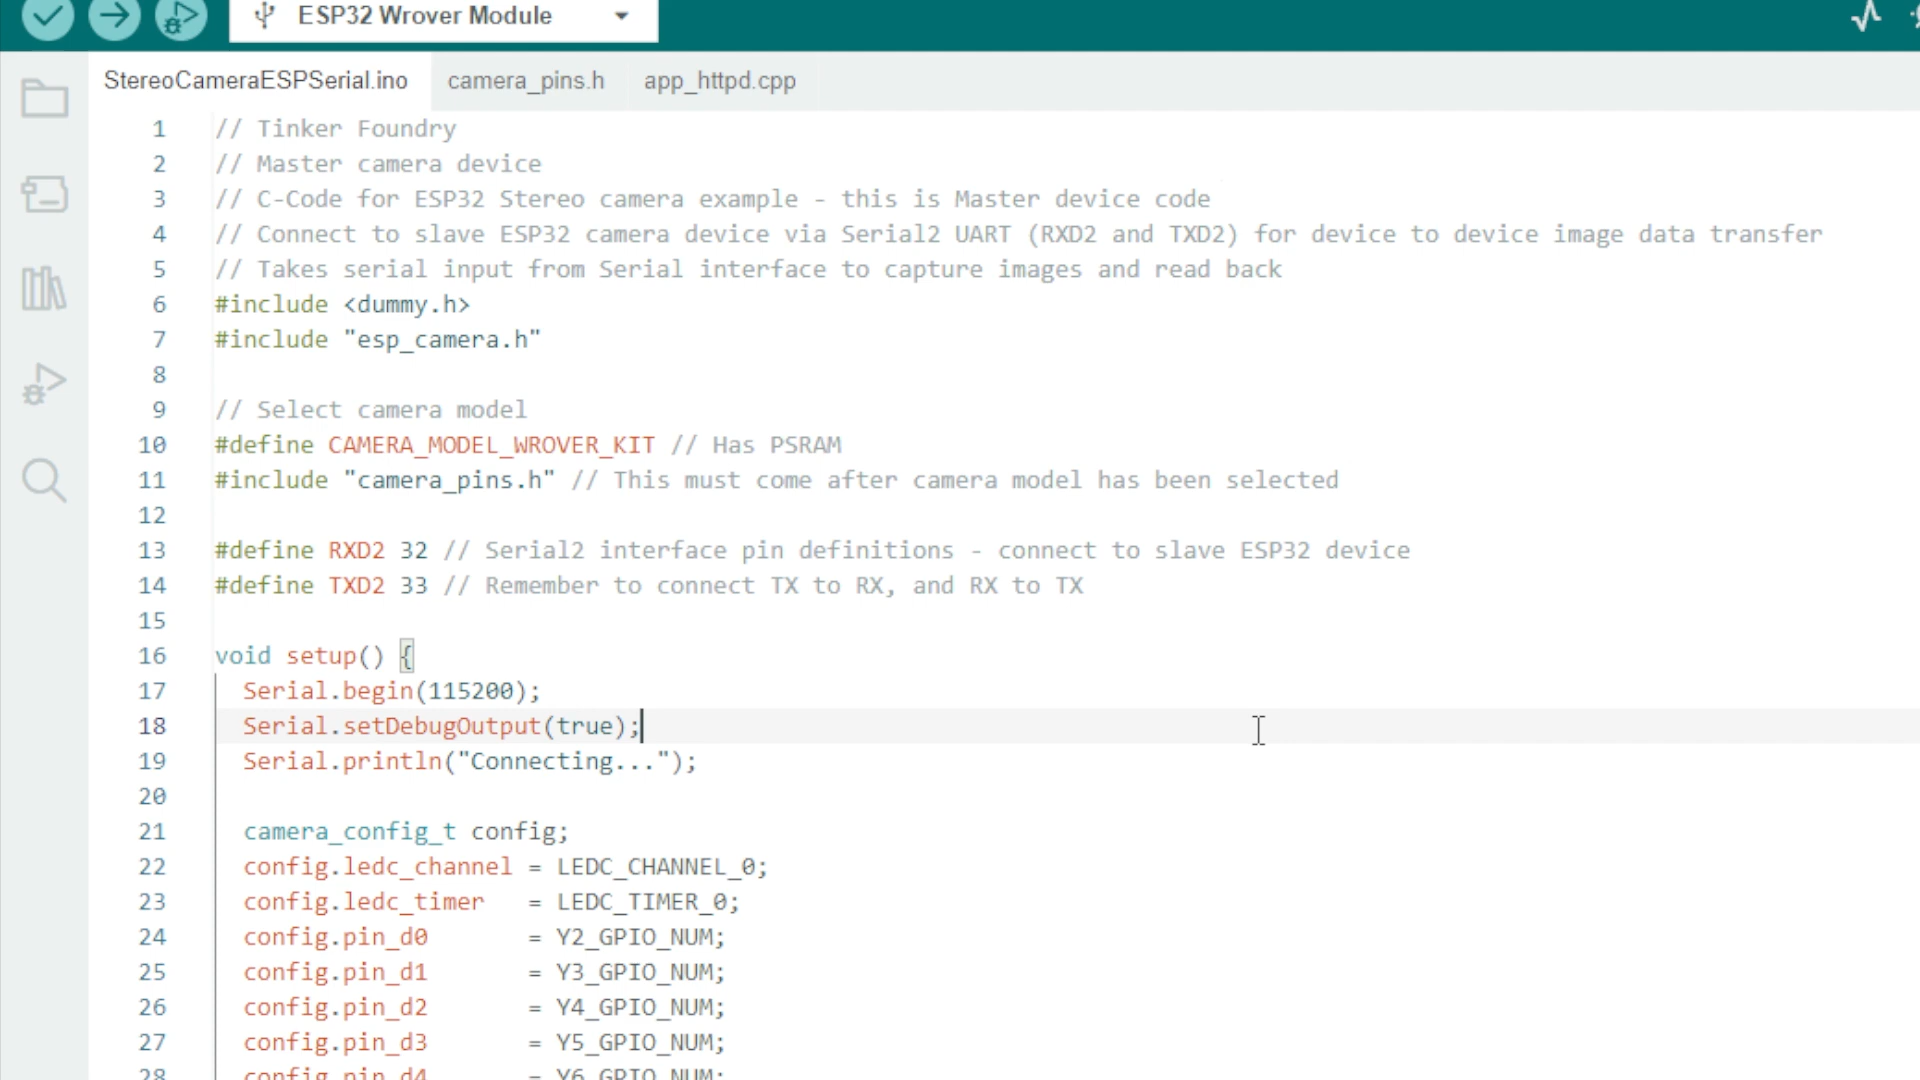 ESP32 Wrover Module
StereoCameraESPSerial.ino camera_pins.h app_httpd.cpp
1 // Tinker Foundry
2 // Master camera device
3 // C-Code for ESP32 Stereo camera example - this is Master device code
4 // Connect to slave ESP32 camera device via Serial2 UART (RXD2 and TXD2) for device to device image data transfer
5 // Takes serial input from Serial interface to capture images and read back
6 #include <dummy.h>
7 #include "esp_camera.h"
8
9 // Select camera model
10 #define CAMERA_MODEL_WROVER_KIT // Has PSRAM
11 #include "camera_pins.h" // This must come after camera model has been selected
12
13 #define RXD2 32 // Serial2 interface pin definitions - connect to slave ESP32 device
14 #define TXD2 33 // Remember to connect TX to RX, and RX to TX
15
16 void setup() {
17 Serial.begin(115200);
18 Serial.setDebugOutput(true);
19 Serial.println("Connecting...");
20
21 camera_config_t config;
22 config.ledc_channel = LEDC_CHANNEL_0;
23 config.ledc_timer = LEDC_TIMER_0;
24 config.pin_d0 = Y2_GPIO_NUM;
25 config.pin_d1 = Y3_GPIO_NUM;
26 config.pin_d2 = Y4_GPIO_NUM;
27 config.pin_d3 = Y5_GPIO_NUM;
28 config.pin_d4 = Y6_GPIO_NUM;